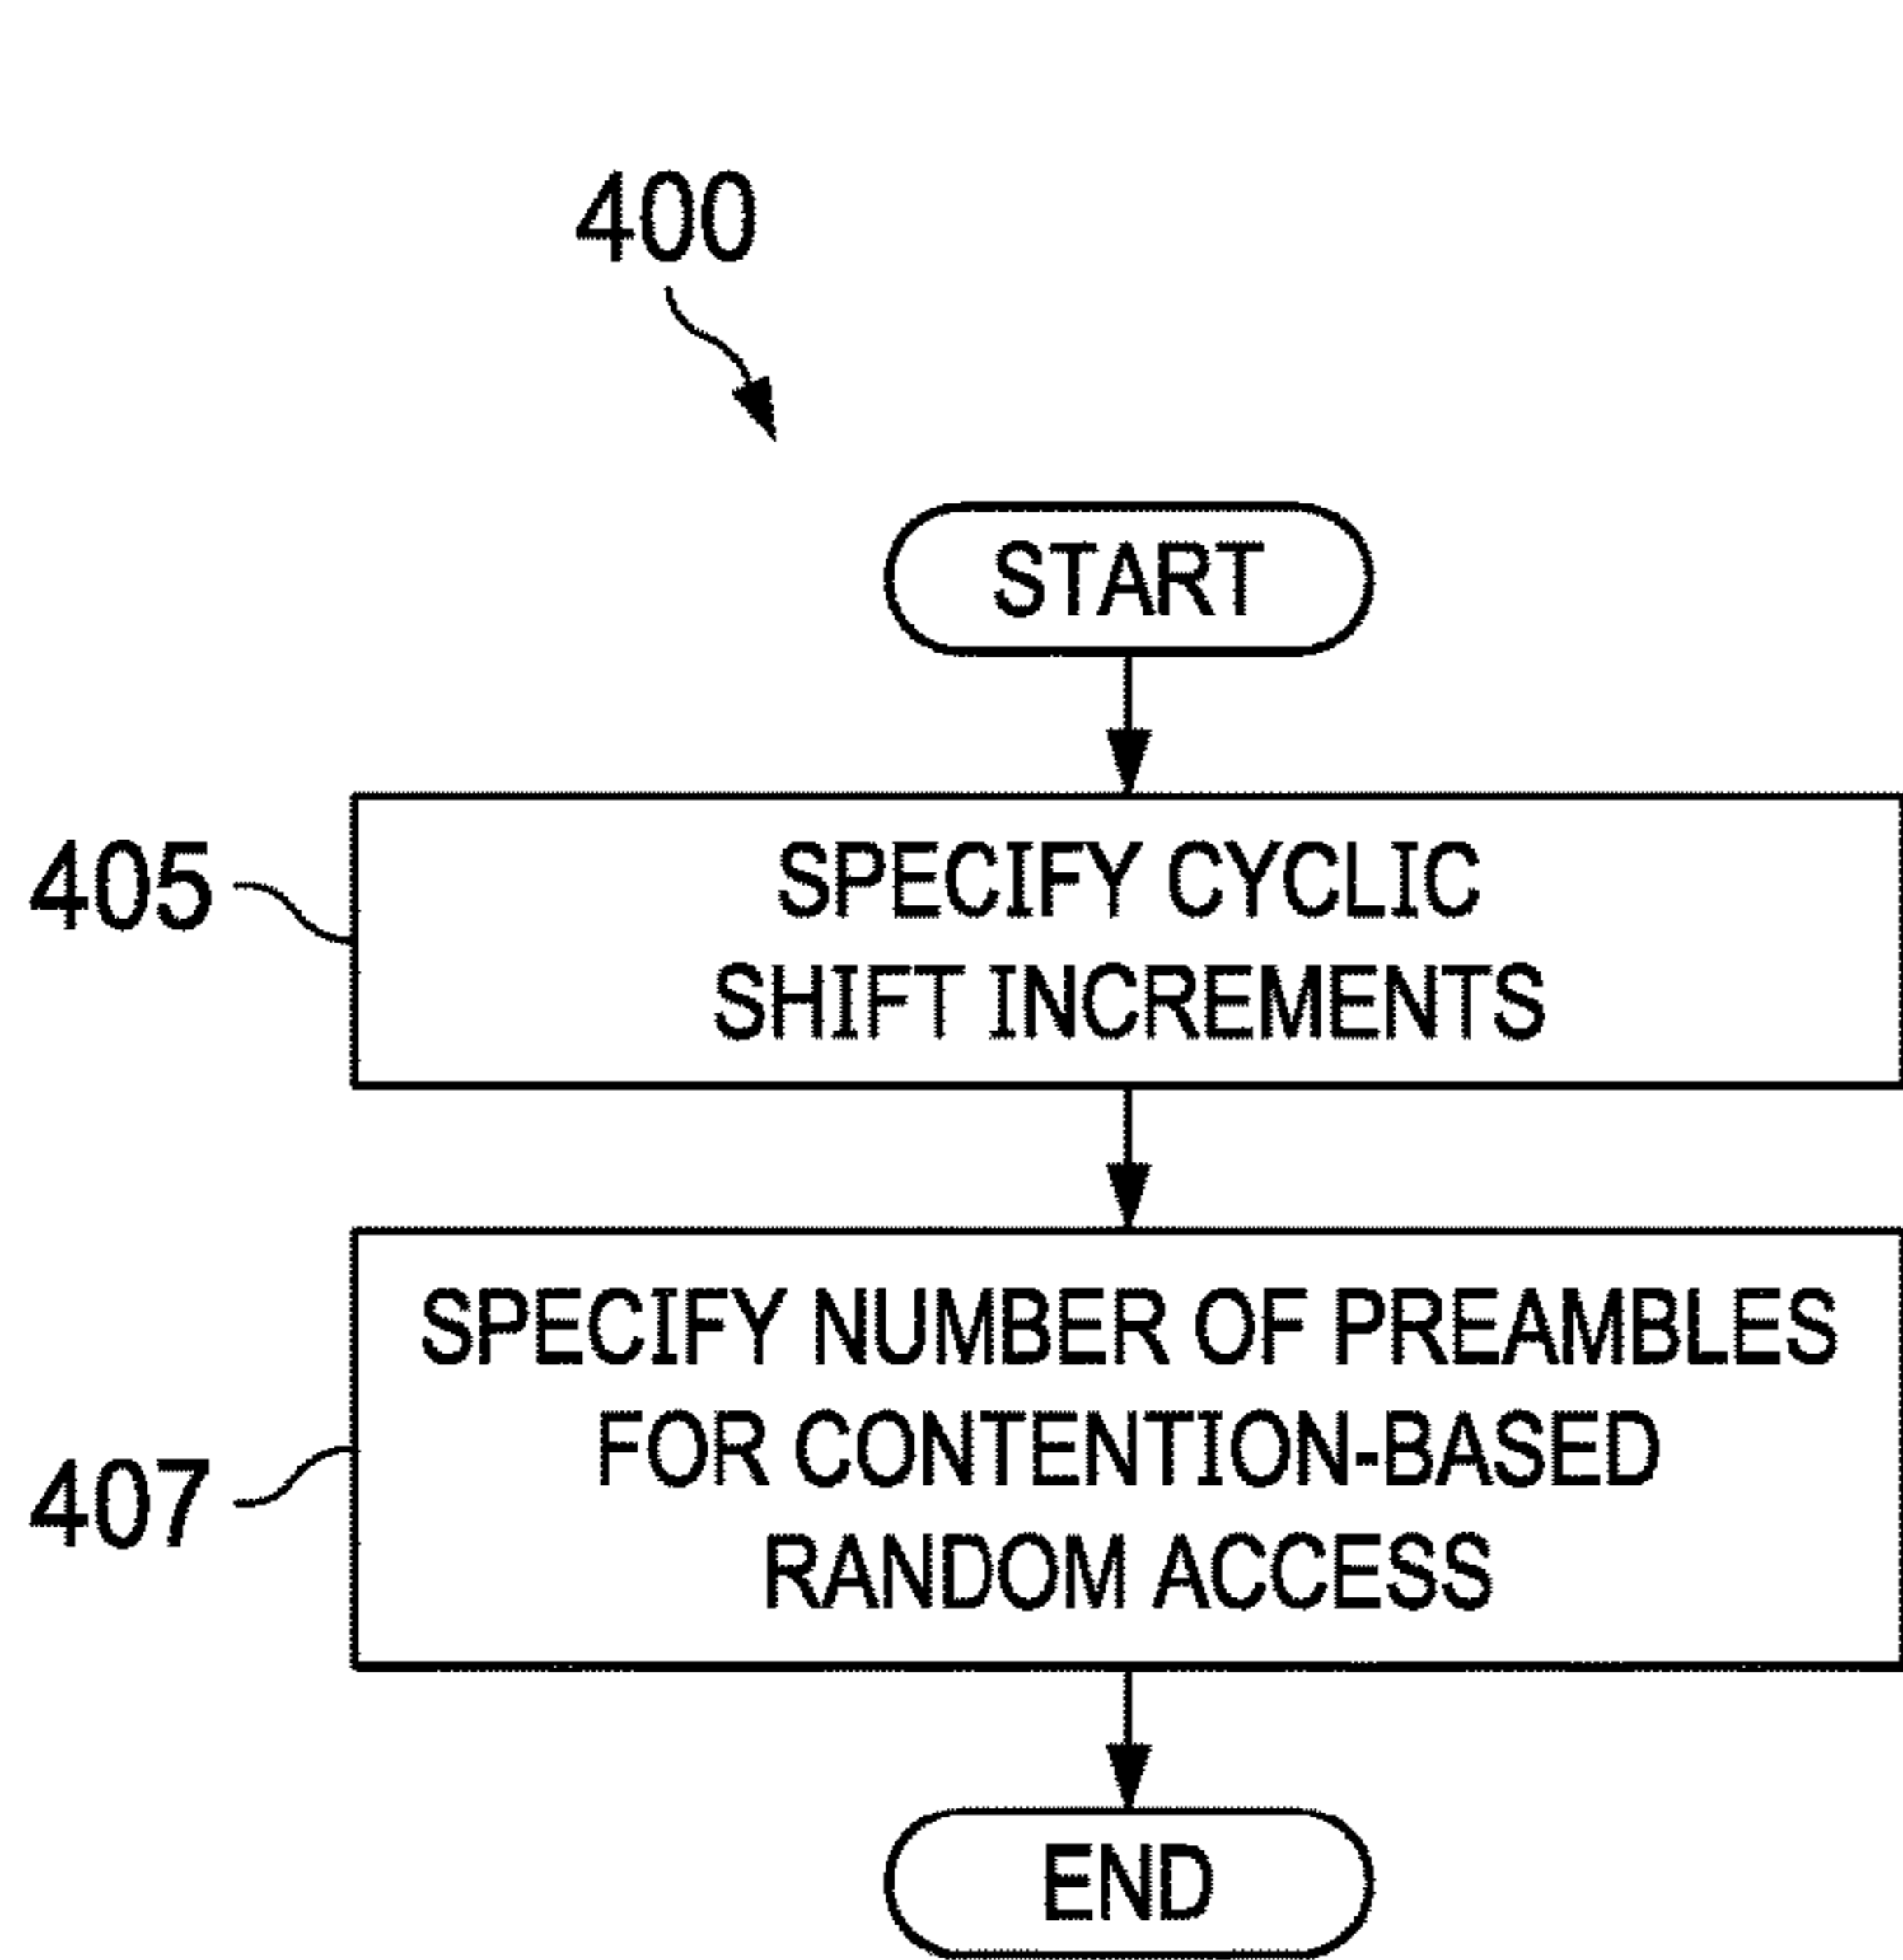 400
START
405
SPECIFY CYCLIC
SHIFT INCREMENTS
SPECIFY NUMBER OF PREAMBLES
FOR CONTENTION-BASED
407
RANDOM ACCESS
END